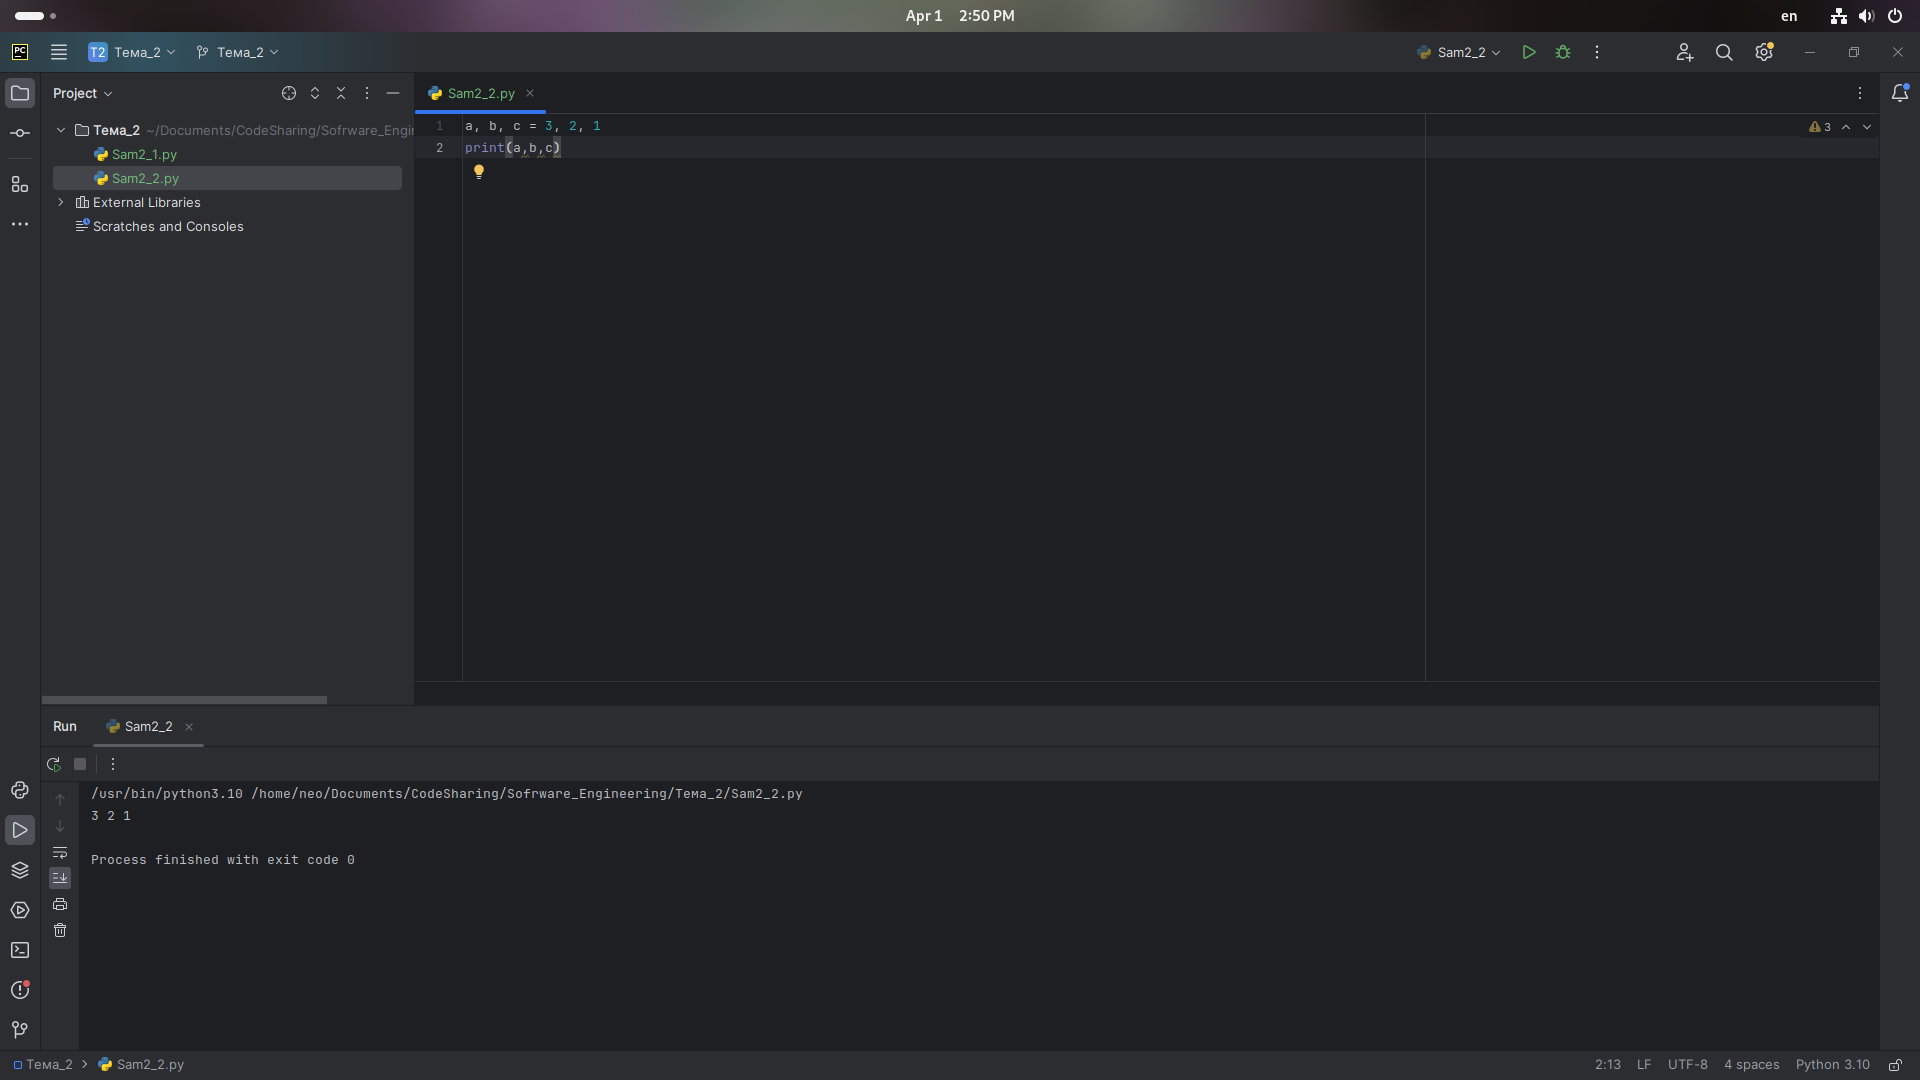 Apr 1 2:50 PM
en
PC
T2 Тема_2 Тема_2 Sam2_2
Project
Sam2_2.py
Тема_2 ~/Documents/CodeSharing/Sofrware_Engi
Sam2_1.py
Sam2_2.py
External Libraries
Scratches and Consoles
1 a, b, c = 3, 2, 1
2 print(a,b,c)
3
Run Sam2_2
/usr/bin/python3.10 /home/neo/Documents/CodeSharing/Sofrware_Engineering/Тема_2/Sam2_2.py
3 2 1
Process finished with exit code 0
Тема_2 > Sam2_2.py
2:13 LF UTF-8 4 spaces Python 3.10